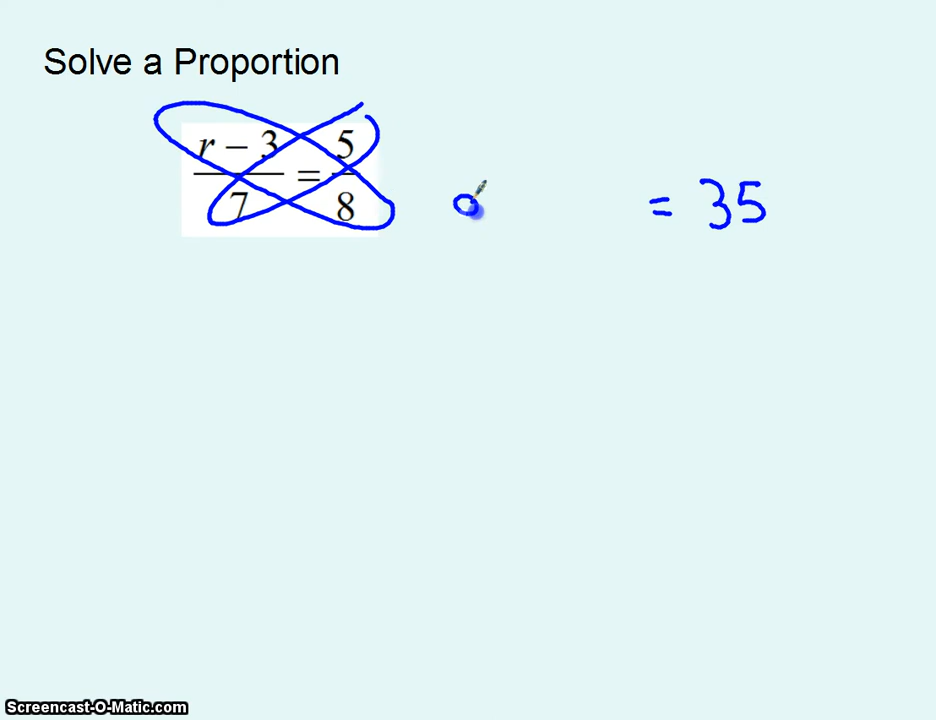 Solve a Proportion
r – 3 / 7 = 5 / 8
= 35
Screencast-O-Matic.com